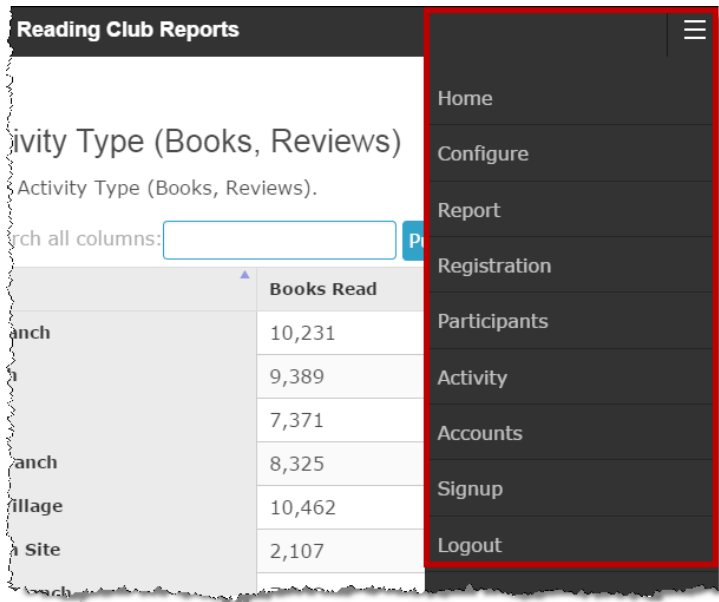 Reading Club Reports
Home
Configure
Report
Registration
Participants
Activity
Accounts
Signup
Logout
ivity Type (Books, Reviews)
Activity Type (Books, Reviews).
rch all columns:
Books Read
anch 10,231
9,389
7,371
ranch 8,325
illage 10,462
Site 2,107